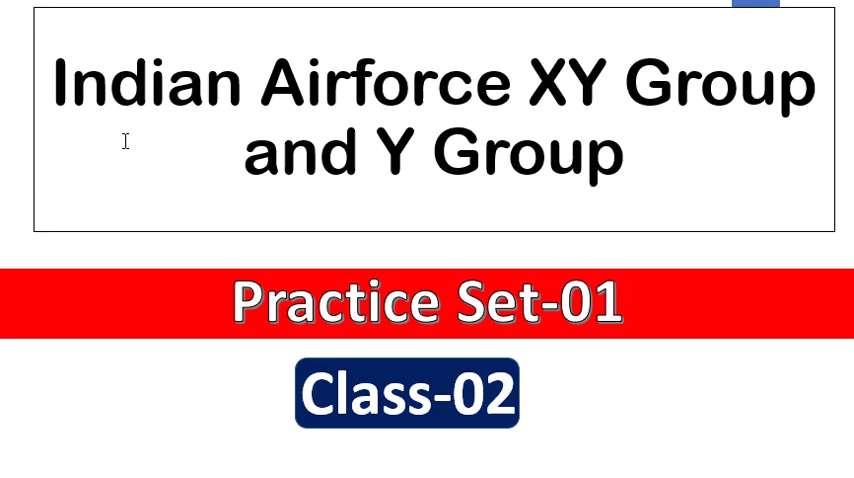 Indian Airforce XY Group
and Y Group
Practice Set-01
Class-02